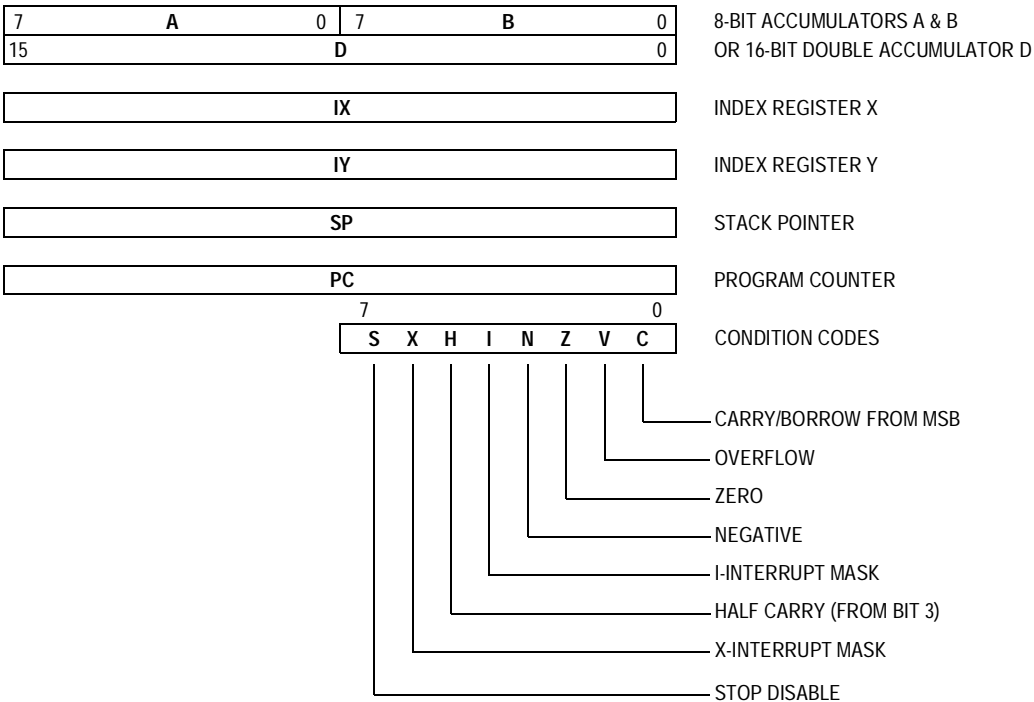 7 A 0 7 B 0 8-BIT ACCUMULATORS A & B
15 D 0 OR 16-BIT DOUBLE ACCUMULATOR D
IX INDEX REGISTER X
IY INDEX REGISTER Y
SP STACK POINTER
PC PROGRAM COUNTER
7 0
S X H I N Z V C CONDITION CODES
CARRY/BORROW FROM MSB
OVERFLOW
ZERO
NEGATIVE
I-INTERRUPT MASK
HALF CARRY (FROM BIT 3)
X-INTERRUPT MASK
STOP DISABLE